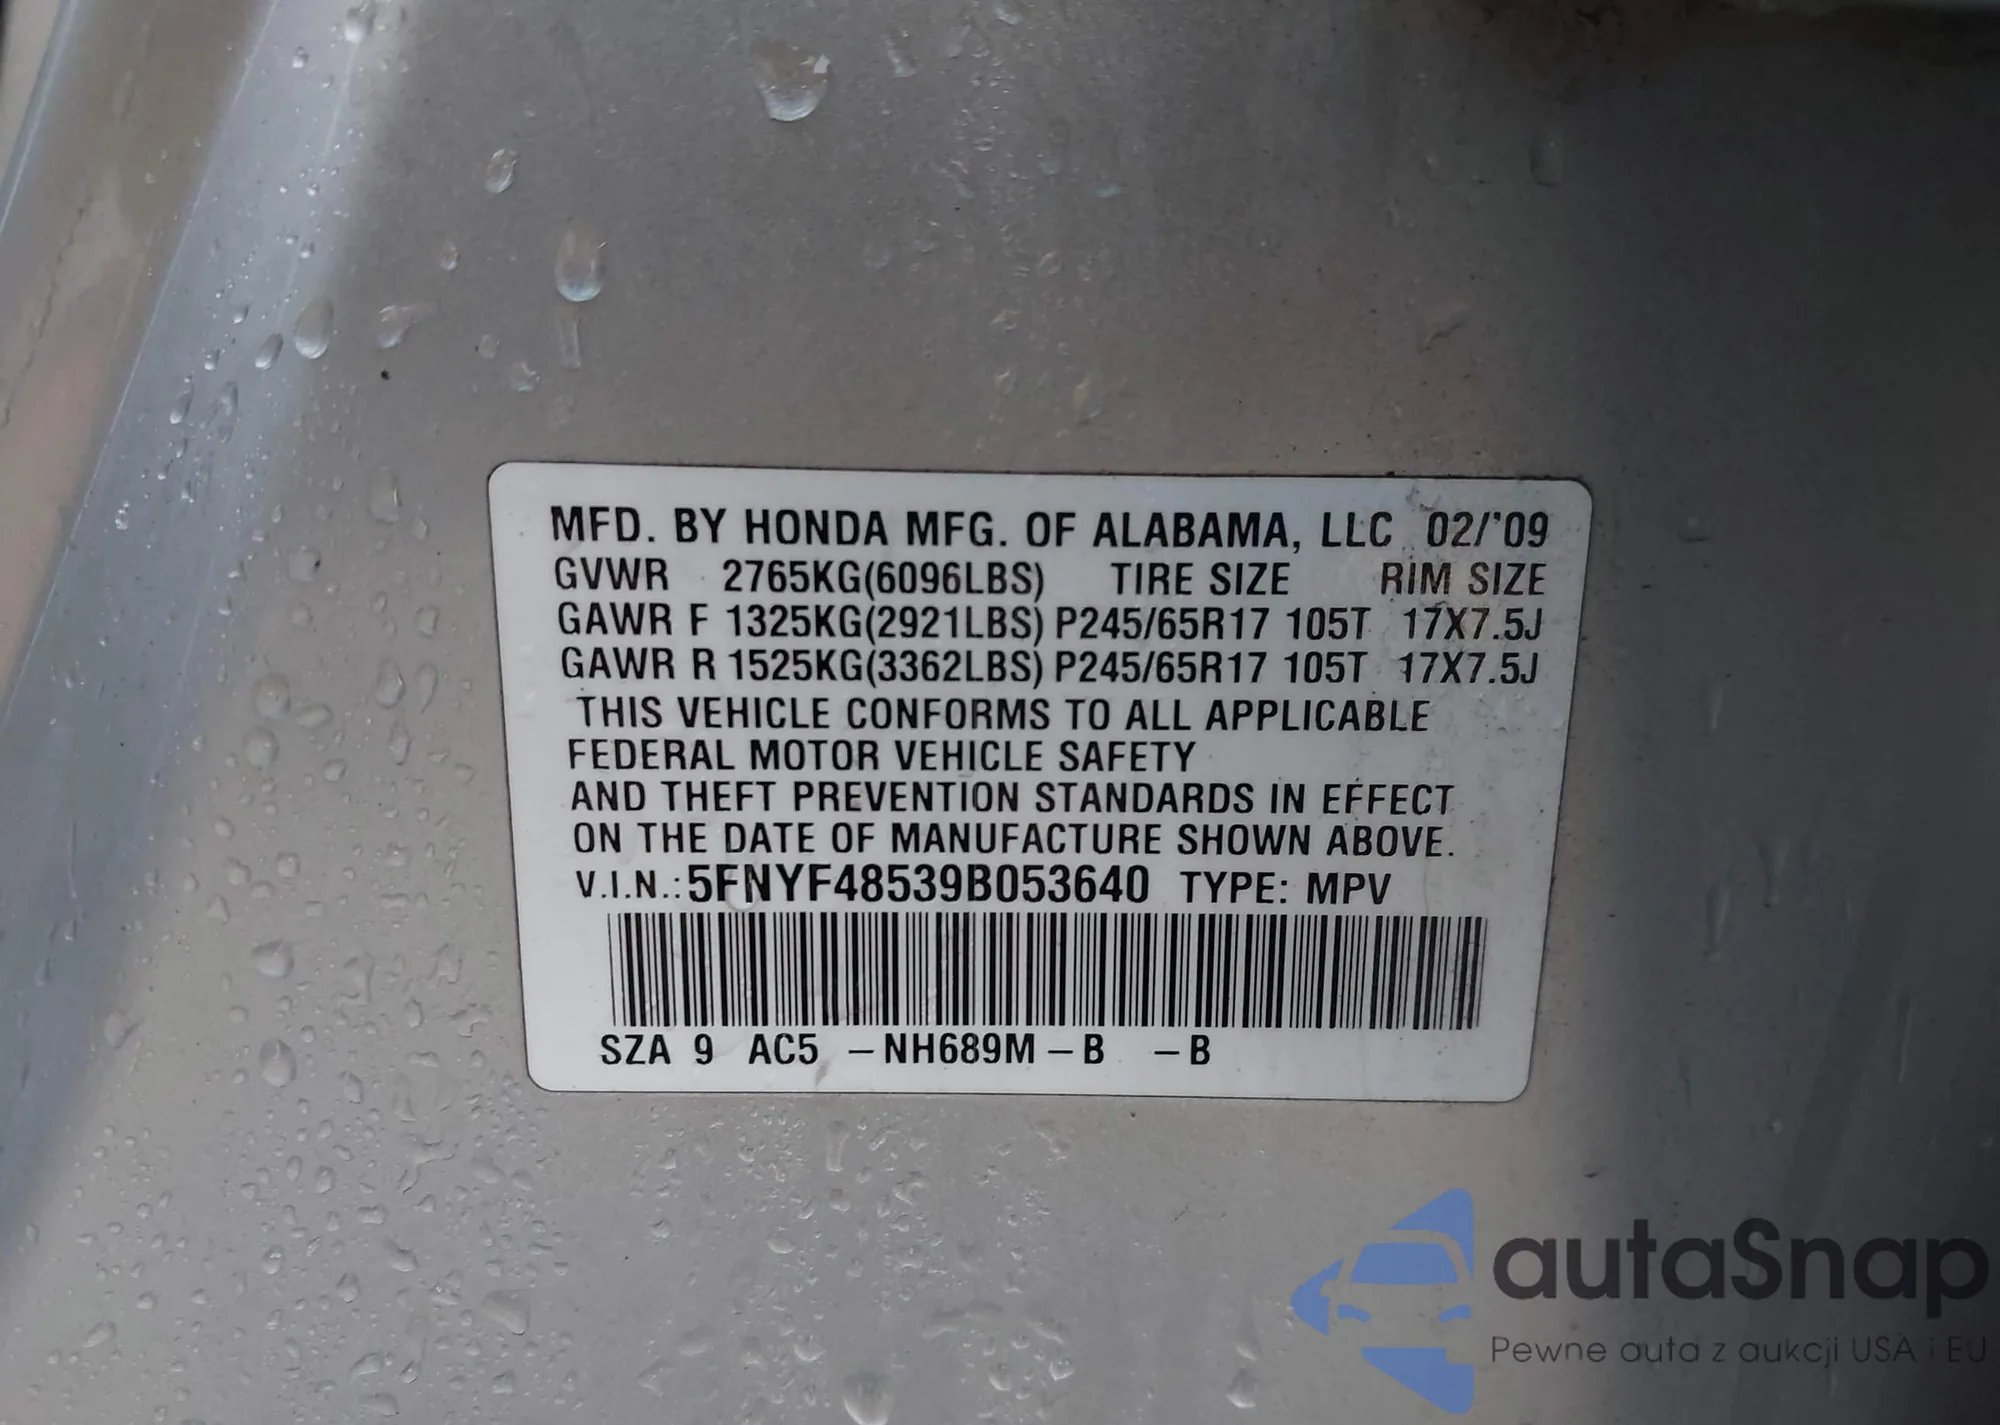 MFD. BY HONDA MFG. OF ALABAMA, LLC 02/'09
GVWR 2765KG(6096LBS) TIRE SIZE RIM SIZE
GAWR F 1325KG(2921LBS) P245/65R17 105T 17X7.5J
GAWR R 1525KG(3362LBS) P245/65R17 105T 17X7.5J
THIS VEHICLE CONFORMS TO ALL APPLICABLE
FEDERAL MOTOR VEHICLE SAFETY
AND THEFT PREVENTION STANDARDS IN EFFECT
ON THE DATE OF MANUFACTURE SHOWN ABOVE.
V.I.N.: 5FNYF48539B053640 TYPE: MPV
SZA 9 AC5 – NH689M – B – B
autaSnap
Pewne auta z aukcji USA i EU